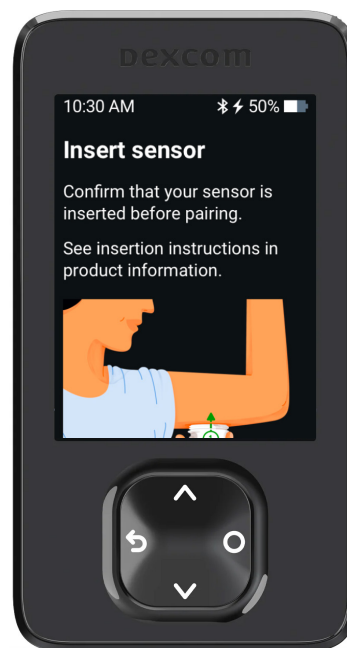 Dexcom
10:30 AM 50%
Insert sensor
Confirm that your sensor is
inserted before pairing.
See insertion instructions in
product information.